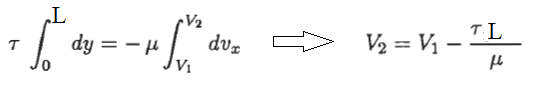 τ ∫₀ᴸ dy = − μ ∫_{V₁}^{V₂} dvₓ ⟹ V₂ = V₁ − τ L / μ